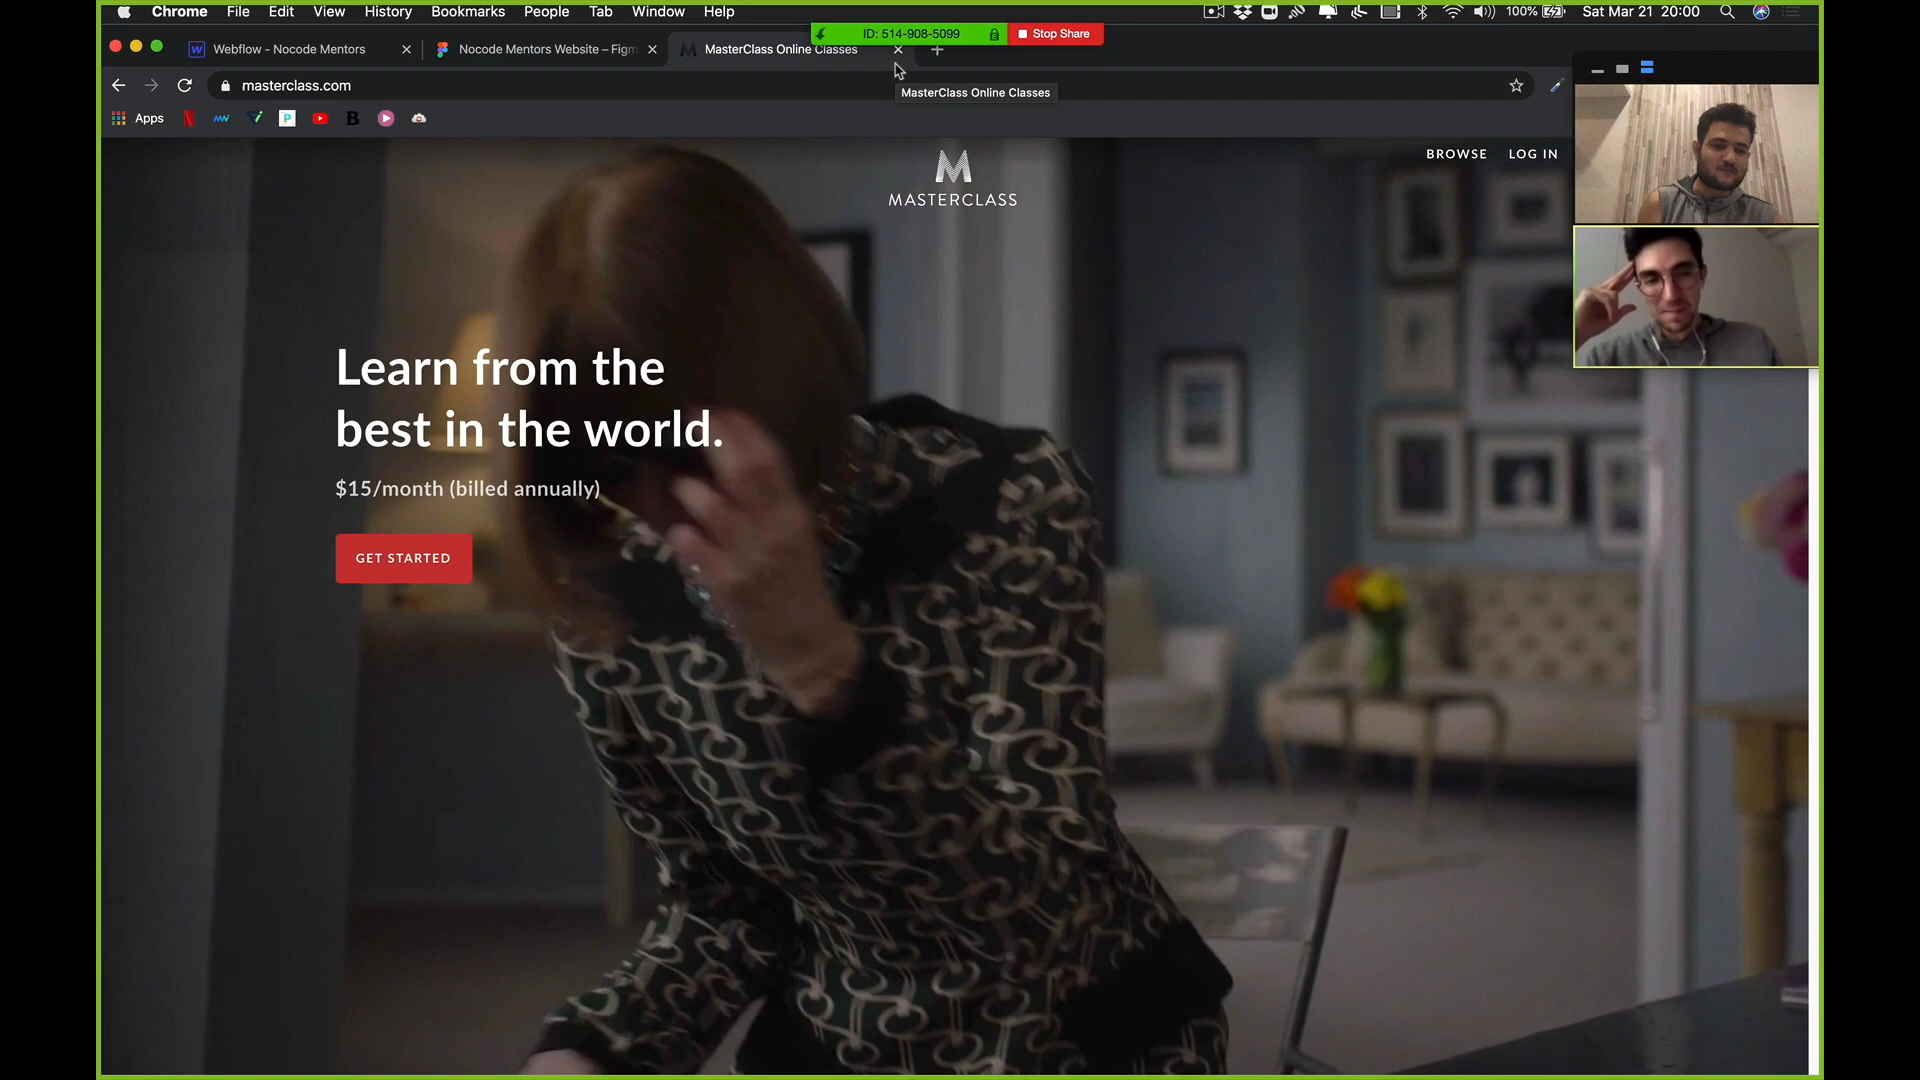 Chrome File Edit View History Bookmarks People Tab Window Help 100% Sat Mar 21 20:00
ID: 514-908-5099 Stop Share
Webflow - Nocode Mentors Nocode Mentors Website – Figm MasterClass Online Classes
masterclass.com
MasterClass Online Classes
Apps
BROWSE LOG IN
MASTERCLASS
Learn from the
best in the world.
$15/month (billed annually)
GET STARTED